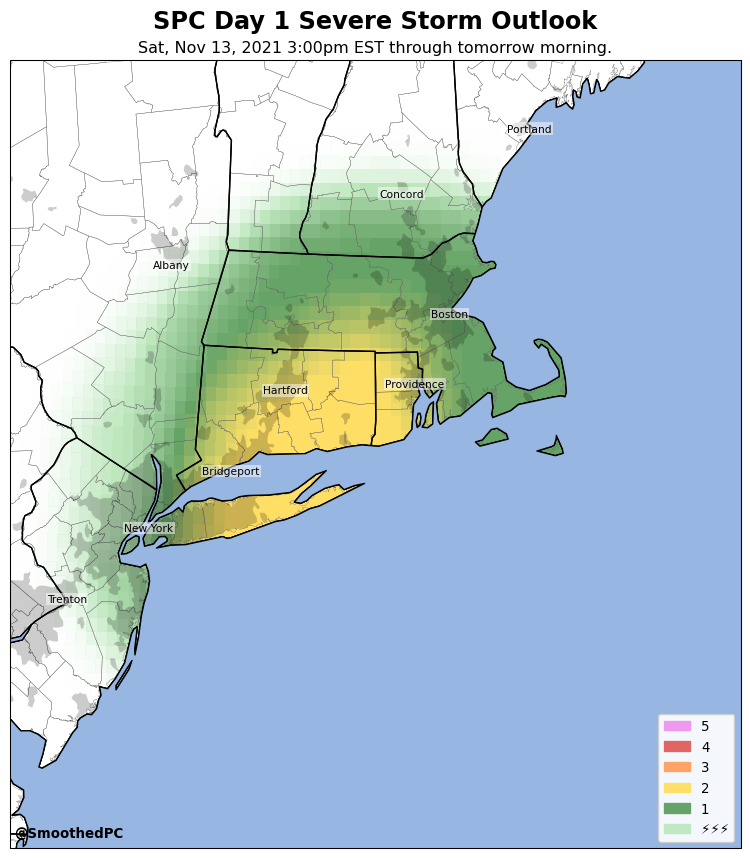 SPC Day 1 Severe Storm Outlook
Sat, Nov 13, 2021 3:00pm EST through tomorrow morning.
Portland
Concord
Albany
Boston
Providence
Hartford
Bridgeport
New York
Trenton
5
4
3
2
1
⚡⚡⚡
@SmoothedPC